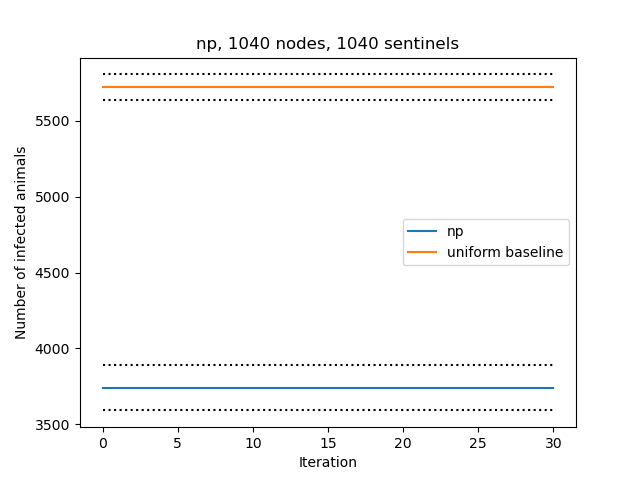 np, 1040 nodes, 1040 sentinels
Number of infected animals
5500
5000
4500
4000
3500
np
uniform baseline
0 5 10 15 20 25 30
Iteration